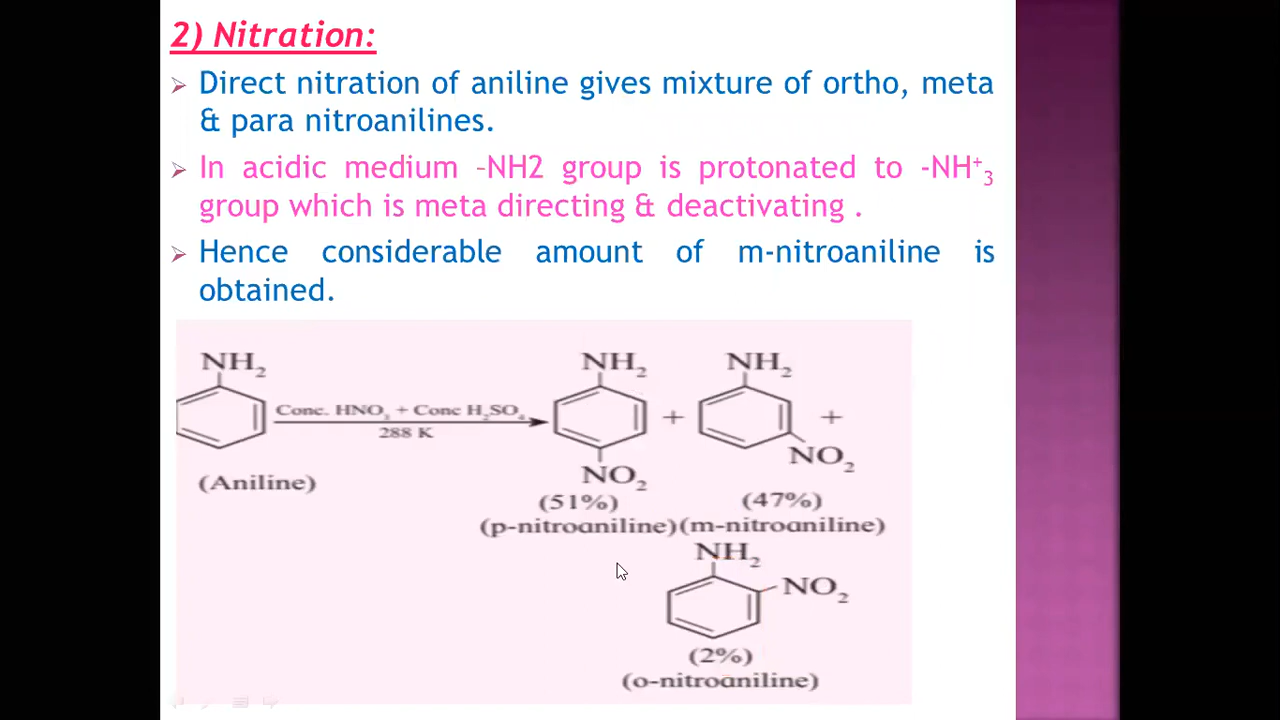 2) Nitration:
Direct nitration of aniline gives mixture of ortho, meta
& para nitroanilines.
In acidic medium –NH2 group is protonated to -NH⁺₃
group which is meta directing & deactivating .
Hence considerable amount of m-nitroaniline is
obtained.
NH₂ NH₂ NH₂
Conc. HNO₃ + Conc H₂SO₄ + +
288 K
NO₂
(Aniline) NO₂
(51%) (47%)
(p-nitroaniline) (m-nitroaniline)
NH₂
NO₂
(2%)
(o-nitroaniline)